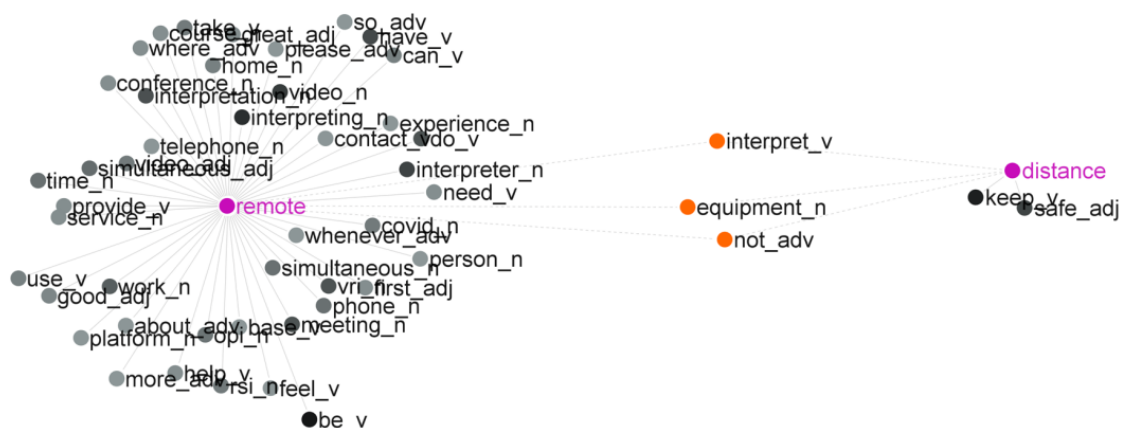 take_v
so_adv
course_n
great_adj
have_v
where_adv
please_adv
can_v
home_n
conference_n
interpretation_n
video_n
interpreting_n
experience_n
telephone_n
contact_v
do_v
interpret_v
video_adj
simultaneous_adj
interpreter_n
distance
time_n
need_v
keep_v
provide_v
remote
equipment_n
safe_adj
service_n
covid_n
whenever_adv
not_adv
person_n
simultaneous_n
use_v
work_n
vri_n
first_adj
good_adj
phone_n
about_adv
base_v
meeting_n
platform_n
opi_n
more_adv
help_v
rsi_n
feel_v
be_v